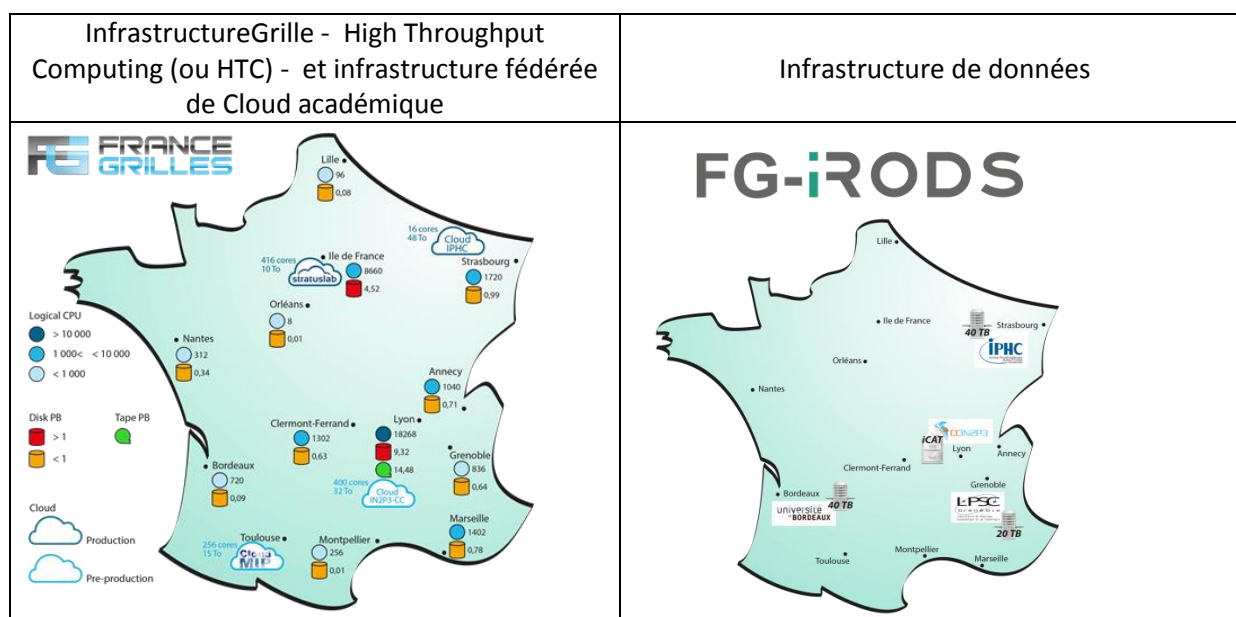 InfrastructureGrille - High Throughput
Computing (ou HTC) - et infrastructure fédérée
de Cloud académique
Infrastructure de données
FG FRANCE
GRILLES
Lille
96
0,08
16 cores
48 To
Cloud
IPHC
416 cores
10 To
stratuslab
Ile de France
8660
4,52
Strasbourg
1720
0,99
Orléans
8
0,01
Logical CPU
> 10 000
1 000< < 10 000
< 1 000
Nantes
312
0,34
Annecy
1040
0,71
Disk PB
> 1
< 1
Tape PB
Clermont-Ferrand
1302
0,63
Lyon
18268
9,32
14,48
400 cores
32 To
Cloud
IN2P3-CC
Grenoble
836
0,64
Bordeaux
720
0,09
Cloud
Production
Pre-production
Toulouse
256 cores
15 To
Cloud
MIP
Montpellier
256
0,01
Marseille
1402
0,78
FG-iRODS
Lille
Ile de France
40 TB
Strasbourg
IPHC
Orléans
Nantes
CCIN2P3
iCAT
Lyon
Annecy
Clermont-Ferrand
Grenoble
LPSC
Grenoble
20 TB
Bordeaux
40 TB
université
de BORDEAUX
Toulouse
Montpellier
Marseille